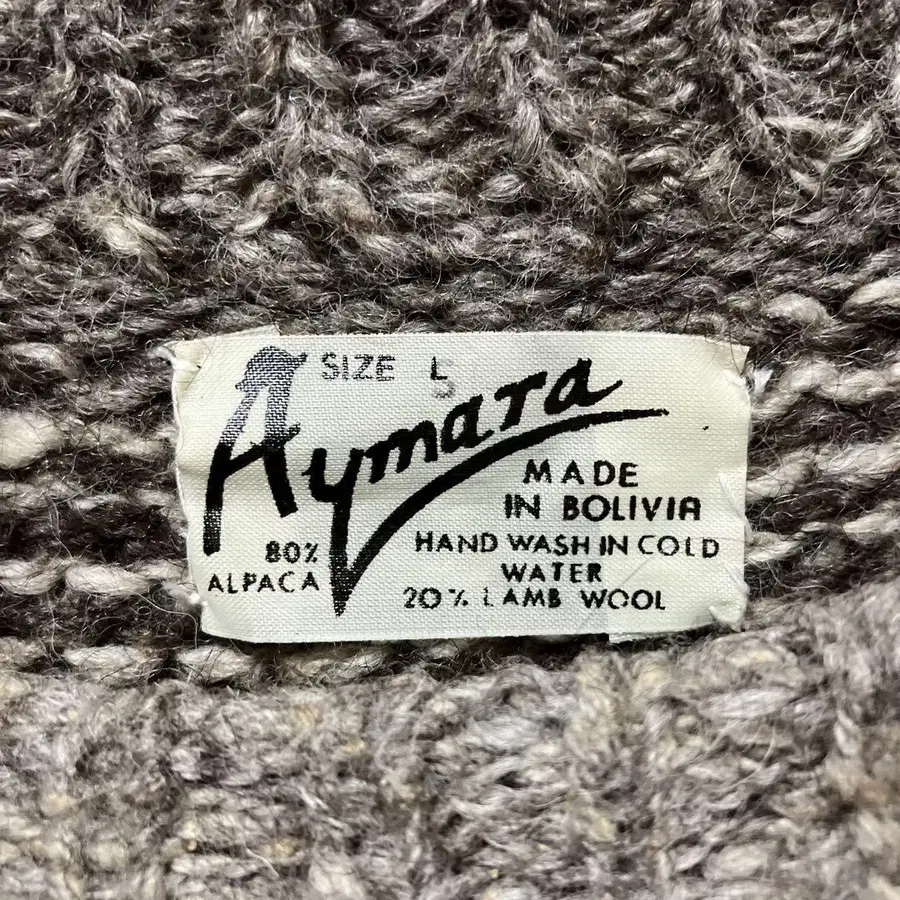 SIZE L
Aymara
MADE
IN BOLIVIA
80%
ALPACA
HAND WASH IN COLD
WATER
20% LAMB WOOL